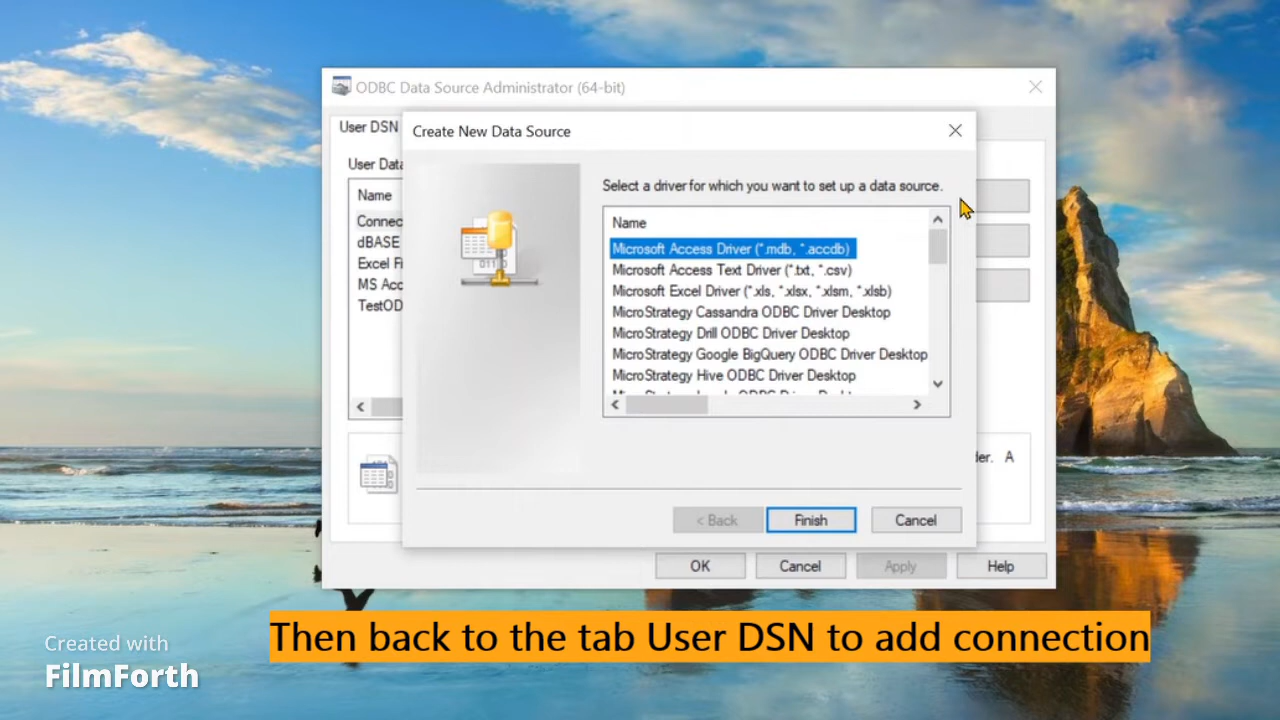 ODBC Data Source Administrator (64-bit)
User DSN
Create New Data Source
User Data
Name
Connec
dBASE
Excel Fi
MS Acc
TestOD
Select a driver for which you want to set up a data source.
Name
Microsoft Access Driver (*.mdb, *.accdb)
Microsoft Access Text Driver (*.txt, *.csv)
Microsoft Excel Driver (*.xls, *.xlsx, *.xlsm, *.xlsb)
MicroStrategy Cassandra ODBC Driver Desktop
MicroStrategy Drill ODBC Driver Desktop
MicroStrategy Google BigQuery ODBC Driver Desktop
MicroStrategy Hive ODBC Driver Desktop
der. A
< Back
Finish
Cancel
OK
Cancel
Apply
Help
Then back to the tab User DSN to add connection
Created with
FilmForth